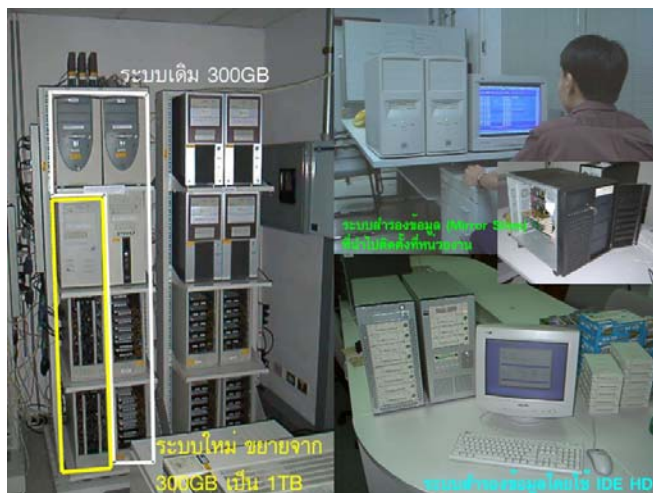 ระบบเดิม 300GB
ระบบสำรองข้อมูล (Mirror Site)
ที่นำไปติดตั้งที่หน่วยงาน
ระบบใหม่ ขยายจาก
300GB เป็น 1TB
ระบบสำรองข้อมูลโดยใช้ IDE HD